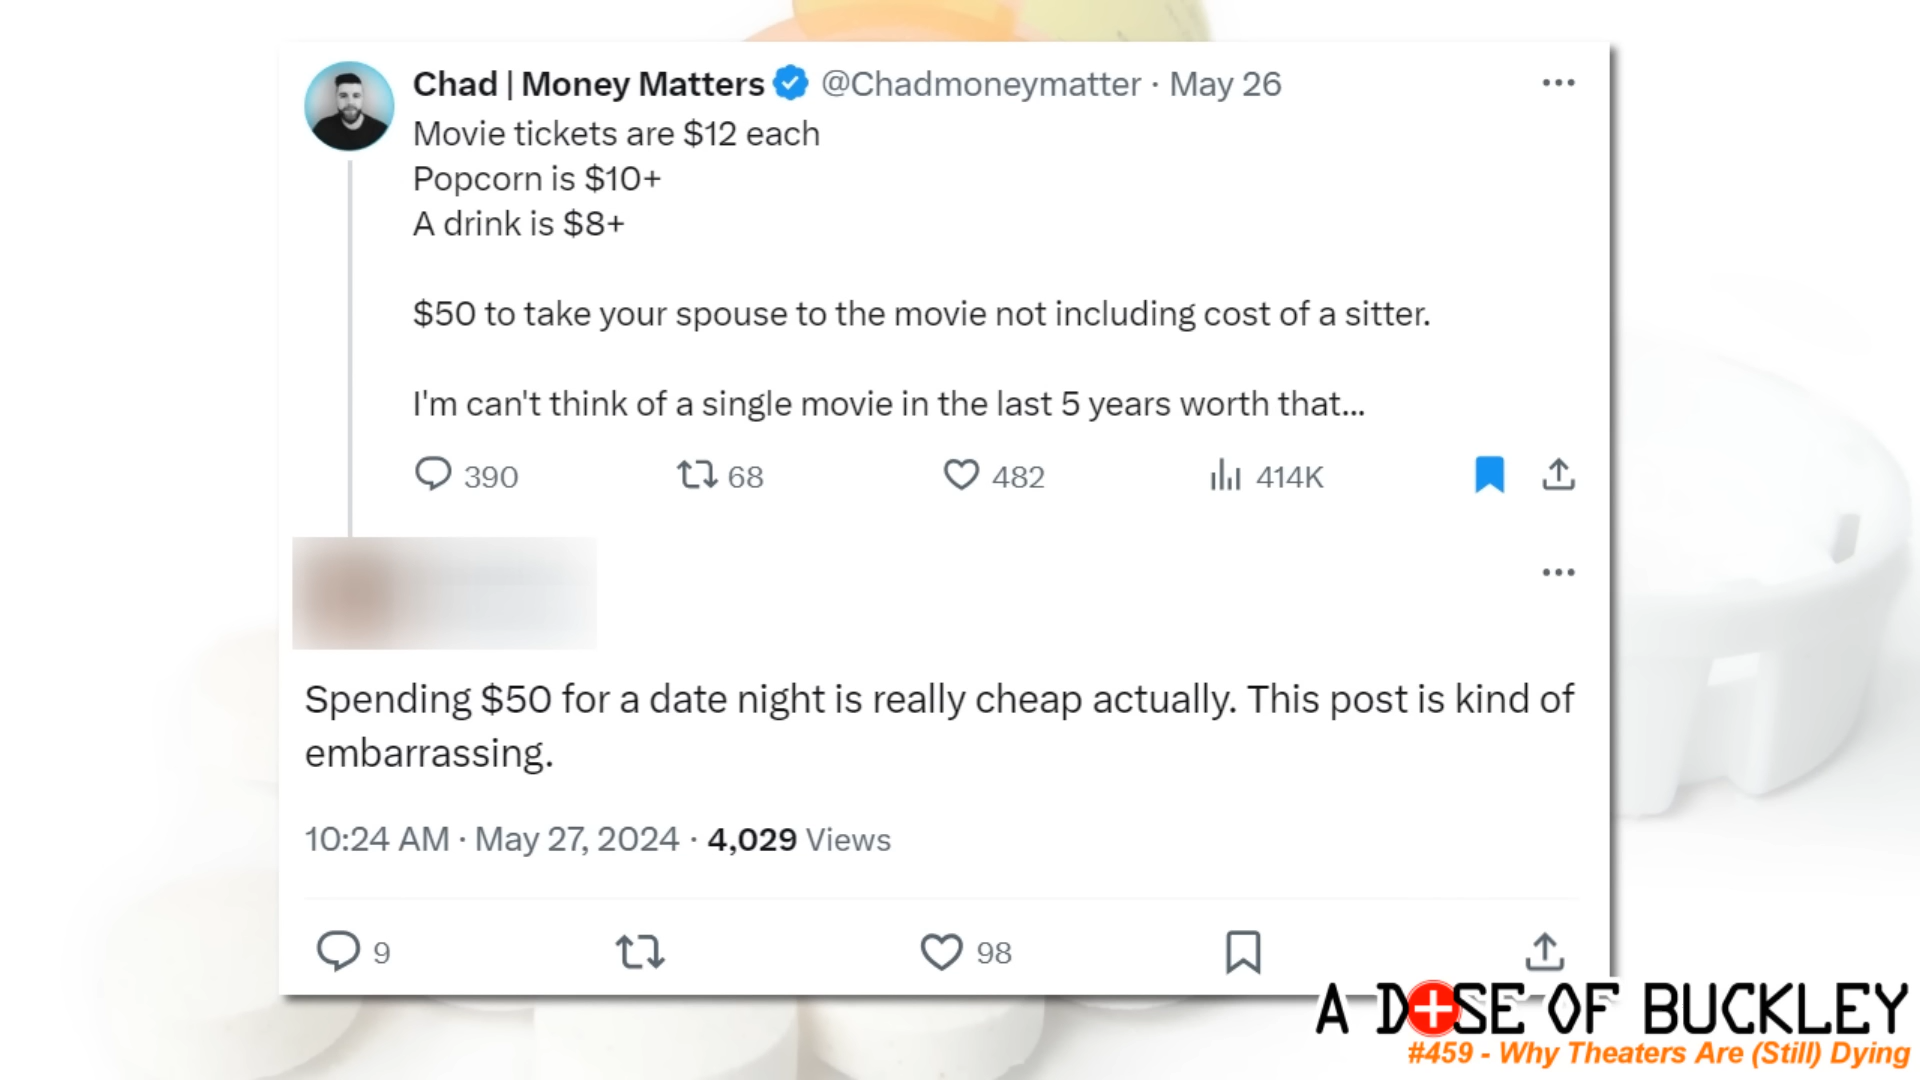 Chad | Money Matters @Chadmoneymatter · May 26
Movie tickets are $12 each
Popcorn is $10+
A drink is $8+
$50 to take your spouse to the movie not including cost of a sitter.
I'm can't think of a single movie in the last 5 years worth that...
390 68 482 414K
Spending $50 for a date night is really cheap actually. This post is kind of
embarrassing.
10:24 AM · May 27, 2024 · 4,029 Views
9 98
A DOSE OF BUCKLEY
#459 - Why Theaters Are (Still) Dying